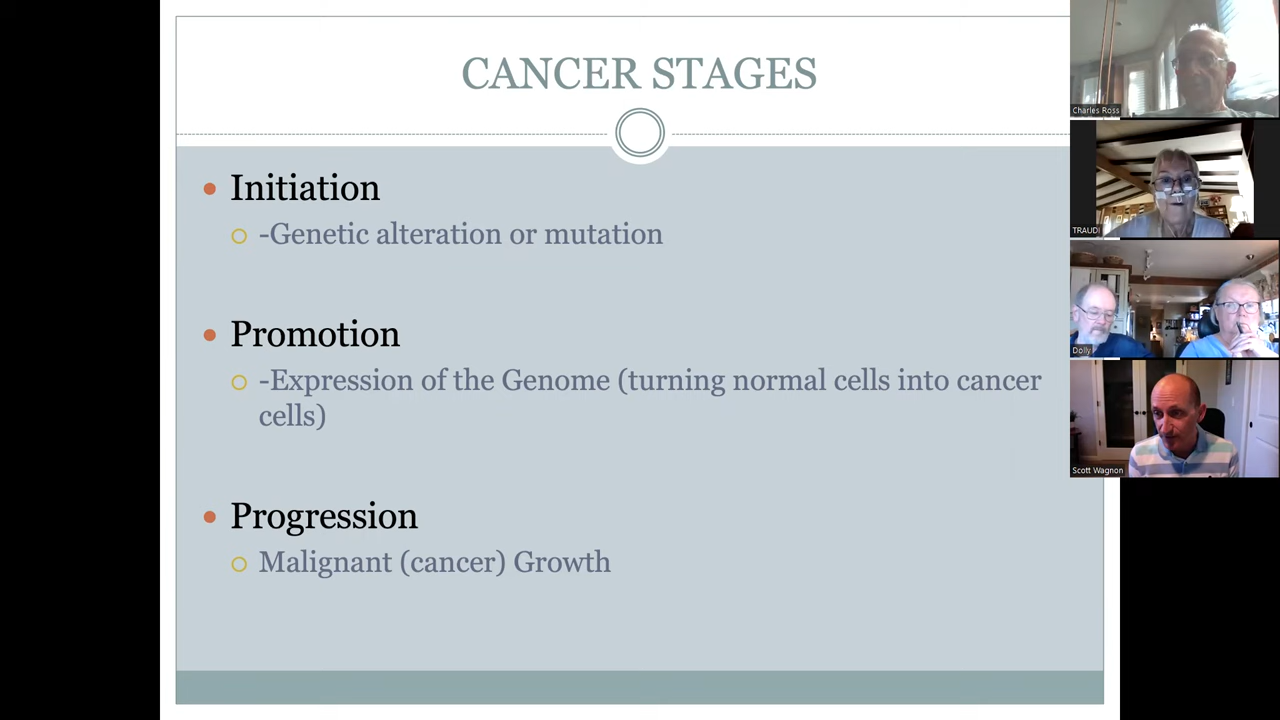 CANCER STAGES
Initiation
-Genetic alteration or mutation
Promotion
-Expression of the Genome (turning normal cells into cancer
cells)
Progression
Malignant (cancer) Growth
Charles Ross
TRAUDI
Dolly
Scott Wagnon